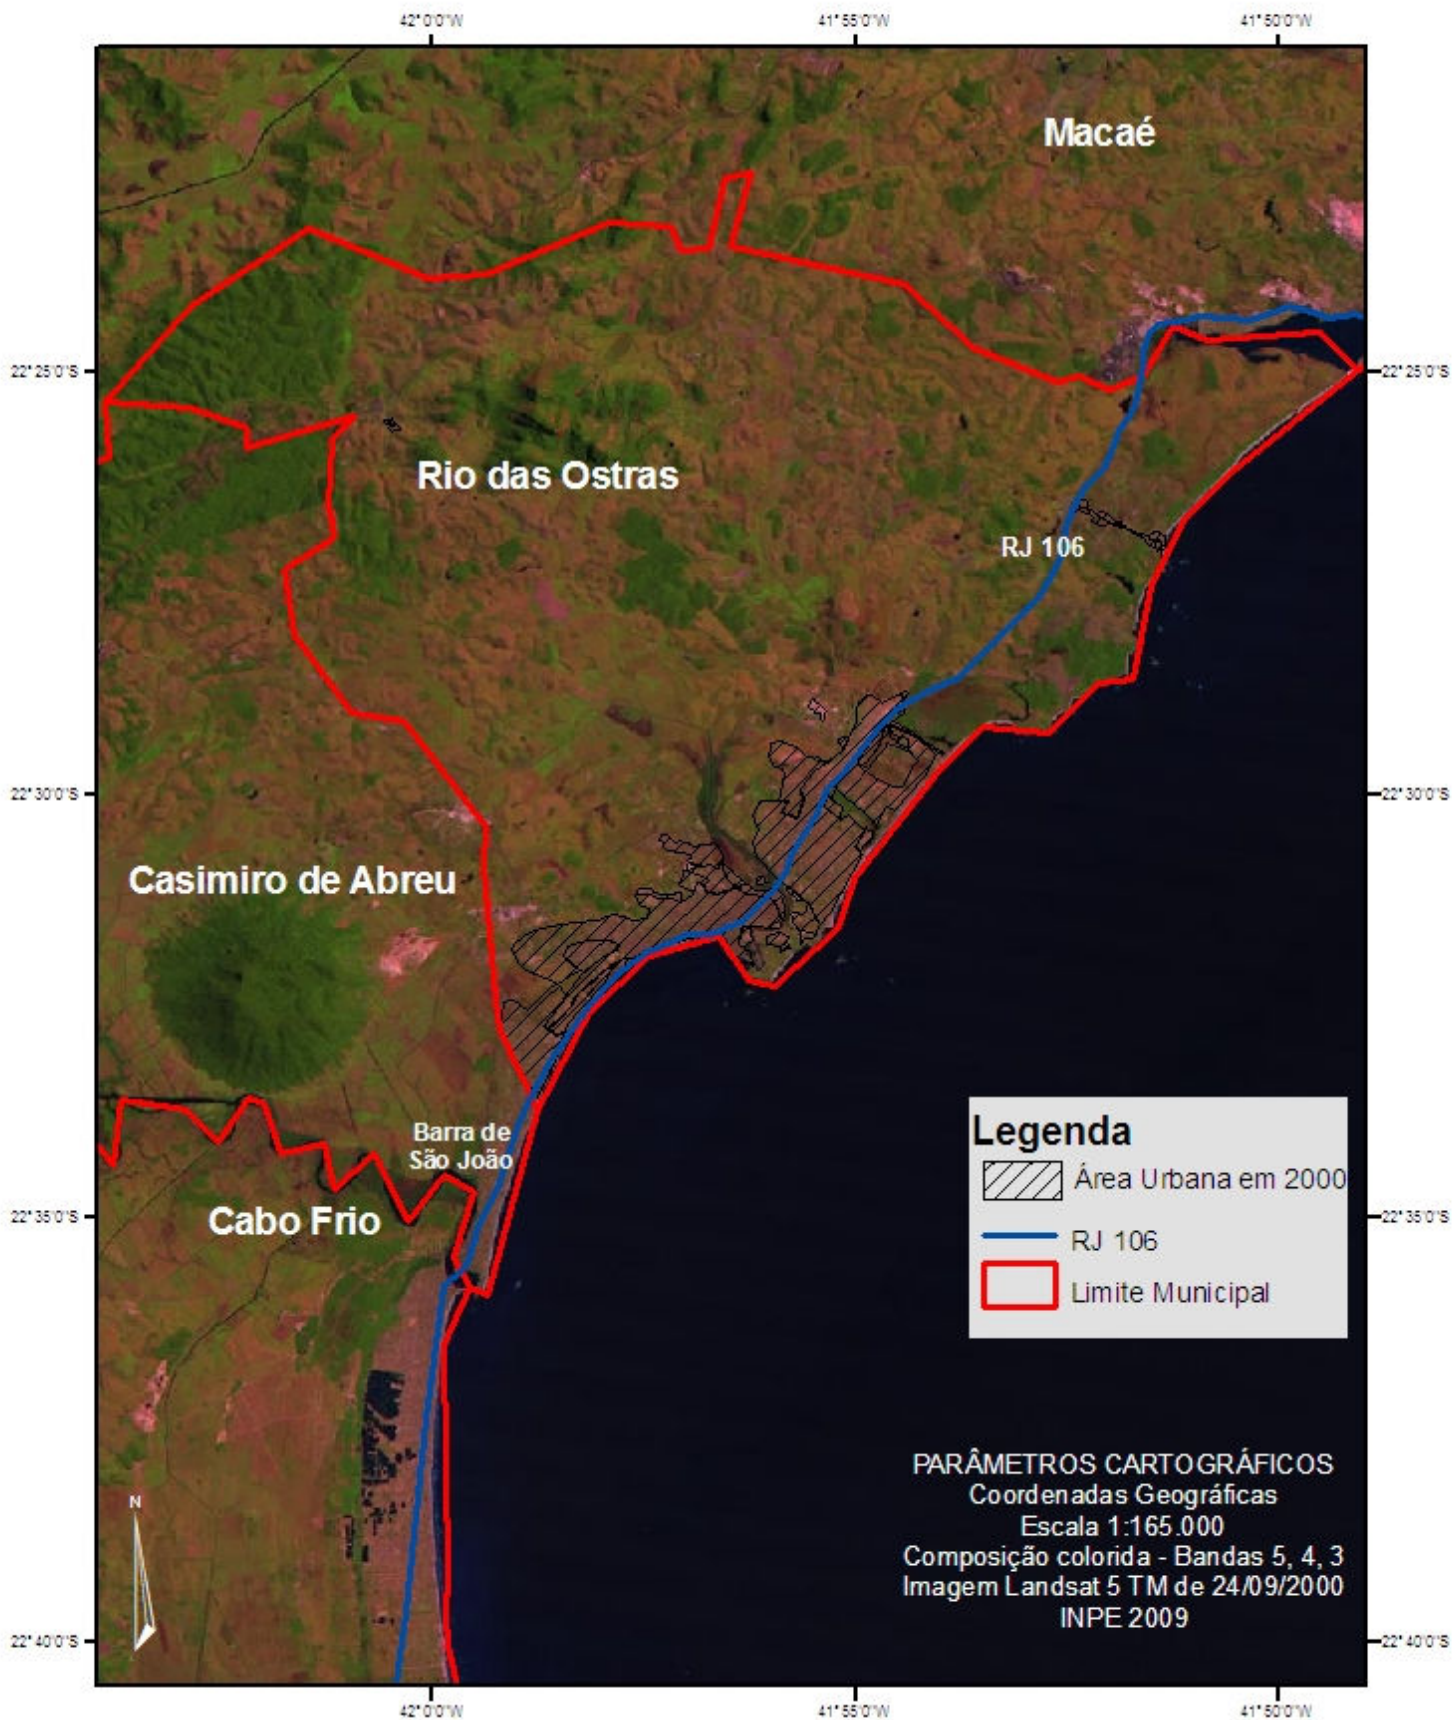 42°0'0"W
41°55'0"W
41°50'0"W
Macaé
22°25'0"S
22°25'0"S
Rio das Ostras
RJ 106
22°30'0"S
22°30'0"S
Casimiro de Abreu
Barra de
São João
Cabo Frio
22°35'0"S
22°35'0"S
Legenda
Área Urbana em 2000
RJ 106
Limite Municipal
PARÂMETROS CARTOGRÁFICOS
Coordenadas Geográficas
Escala 1:165.000
Composição colorida - Bandas 5, 4, 3
Imagem Landsat 5 TM de 24/09/2000
INPE 2009
N
22°40'0"S
22°40'0"S
42°0'0"W
41°55'0"W
41°50'0"W